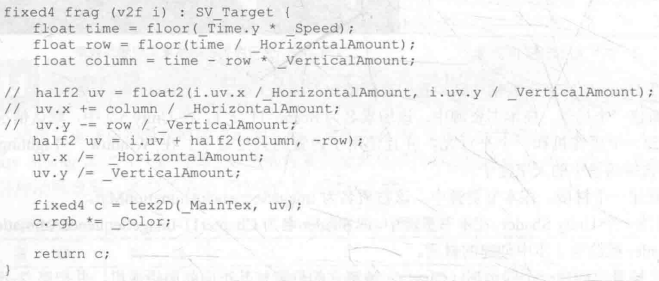 fixed4 frag (v2f i) : SV_Target {
    float time = floor(_Time.y * _Speed);
    float row = floor(time / _HorizontalAmount);
    float column = time - row * _VerticalAmount;

//  half2 uv = float2(i.uv.x /_HorizontalAmount, i.uv.y / _VerticalAmount);
//  uv.x += column / _HorizontalAmount;
//  uv.y -= row / _VerticalAmount;
    half2 uv = i.uv + half2(column, -row);
    uv.x /=  _HorizontalAmount;
    uv.y /= _VerticalAmount;

    fixed4 c = tex2D(_MainTex, uv);
    c.rgb *= _Color;

    return c;
}